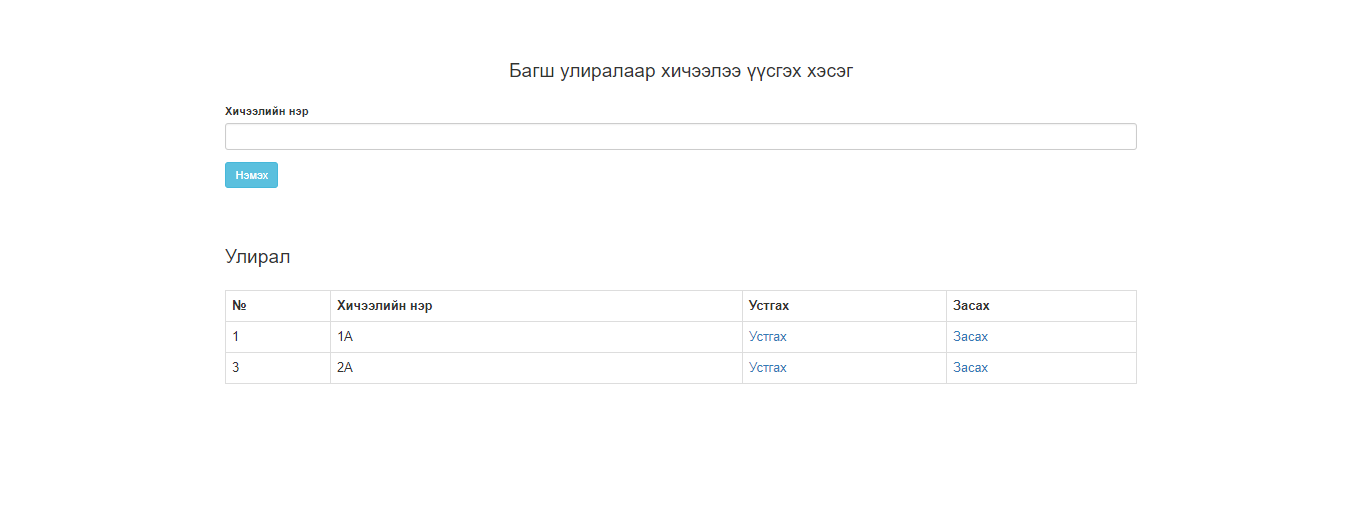 Багш улиралаар хичээлээ үүсгэх хэсэг
Хичээлийн нэр
Нэмэх
Улирал
№ Хичээлийн нэр Устгах Засах
1 1А Устгах Засах
3 2А Устгах Засах